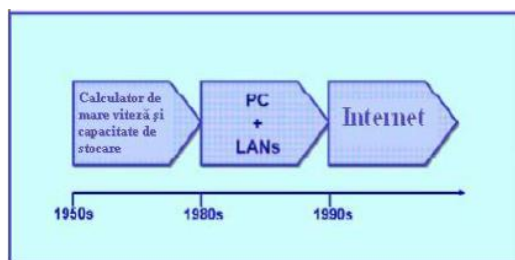 Calculator de
mare viteză și
capacitate de
stocare
PC
+
LANs
Internet
1950s
1980s
1990s